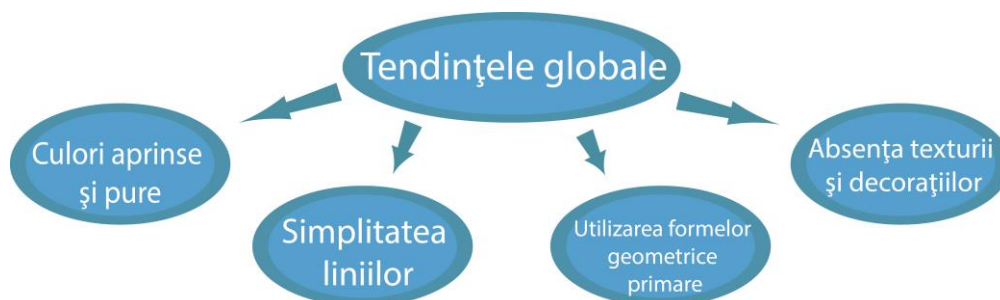 Tendinţele globale
Culori aprinse
şi pure
Simplitatea
liniilor
Utilizarea formelor
geometrice
primare
Absenţa texturii
şi decoraţiilor